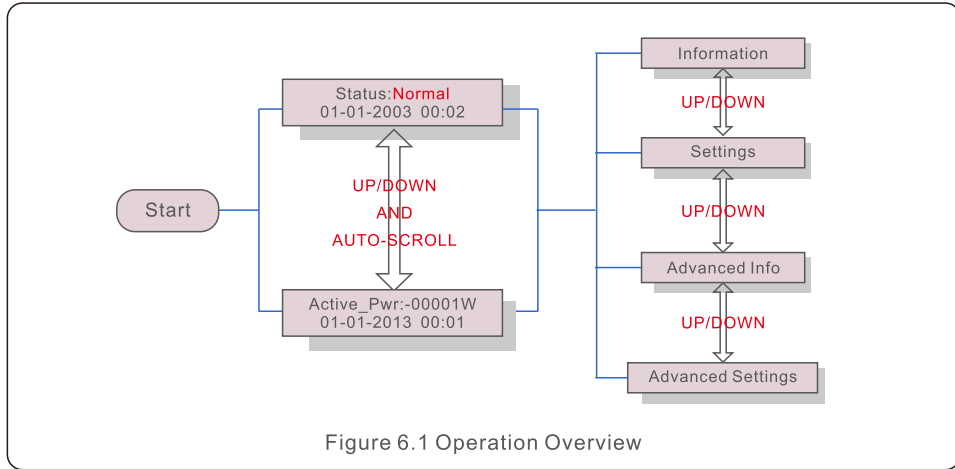 Start
Status:Normal
01-01-2003 00:02
UP/DOWN
AND
AUTO-SCROLL
Active_Pwr:-00001W
01-01-2013 00:01
Information
UP/DOWN
Settings
UP/DOWN
Advanced Info
UP/DOWN
Advanced Settings
Figure 6.1 Operation Overview